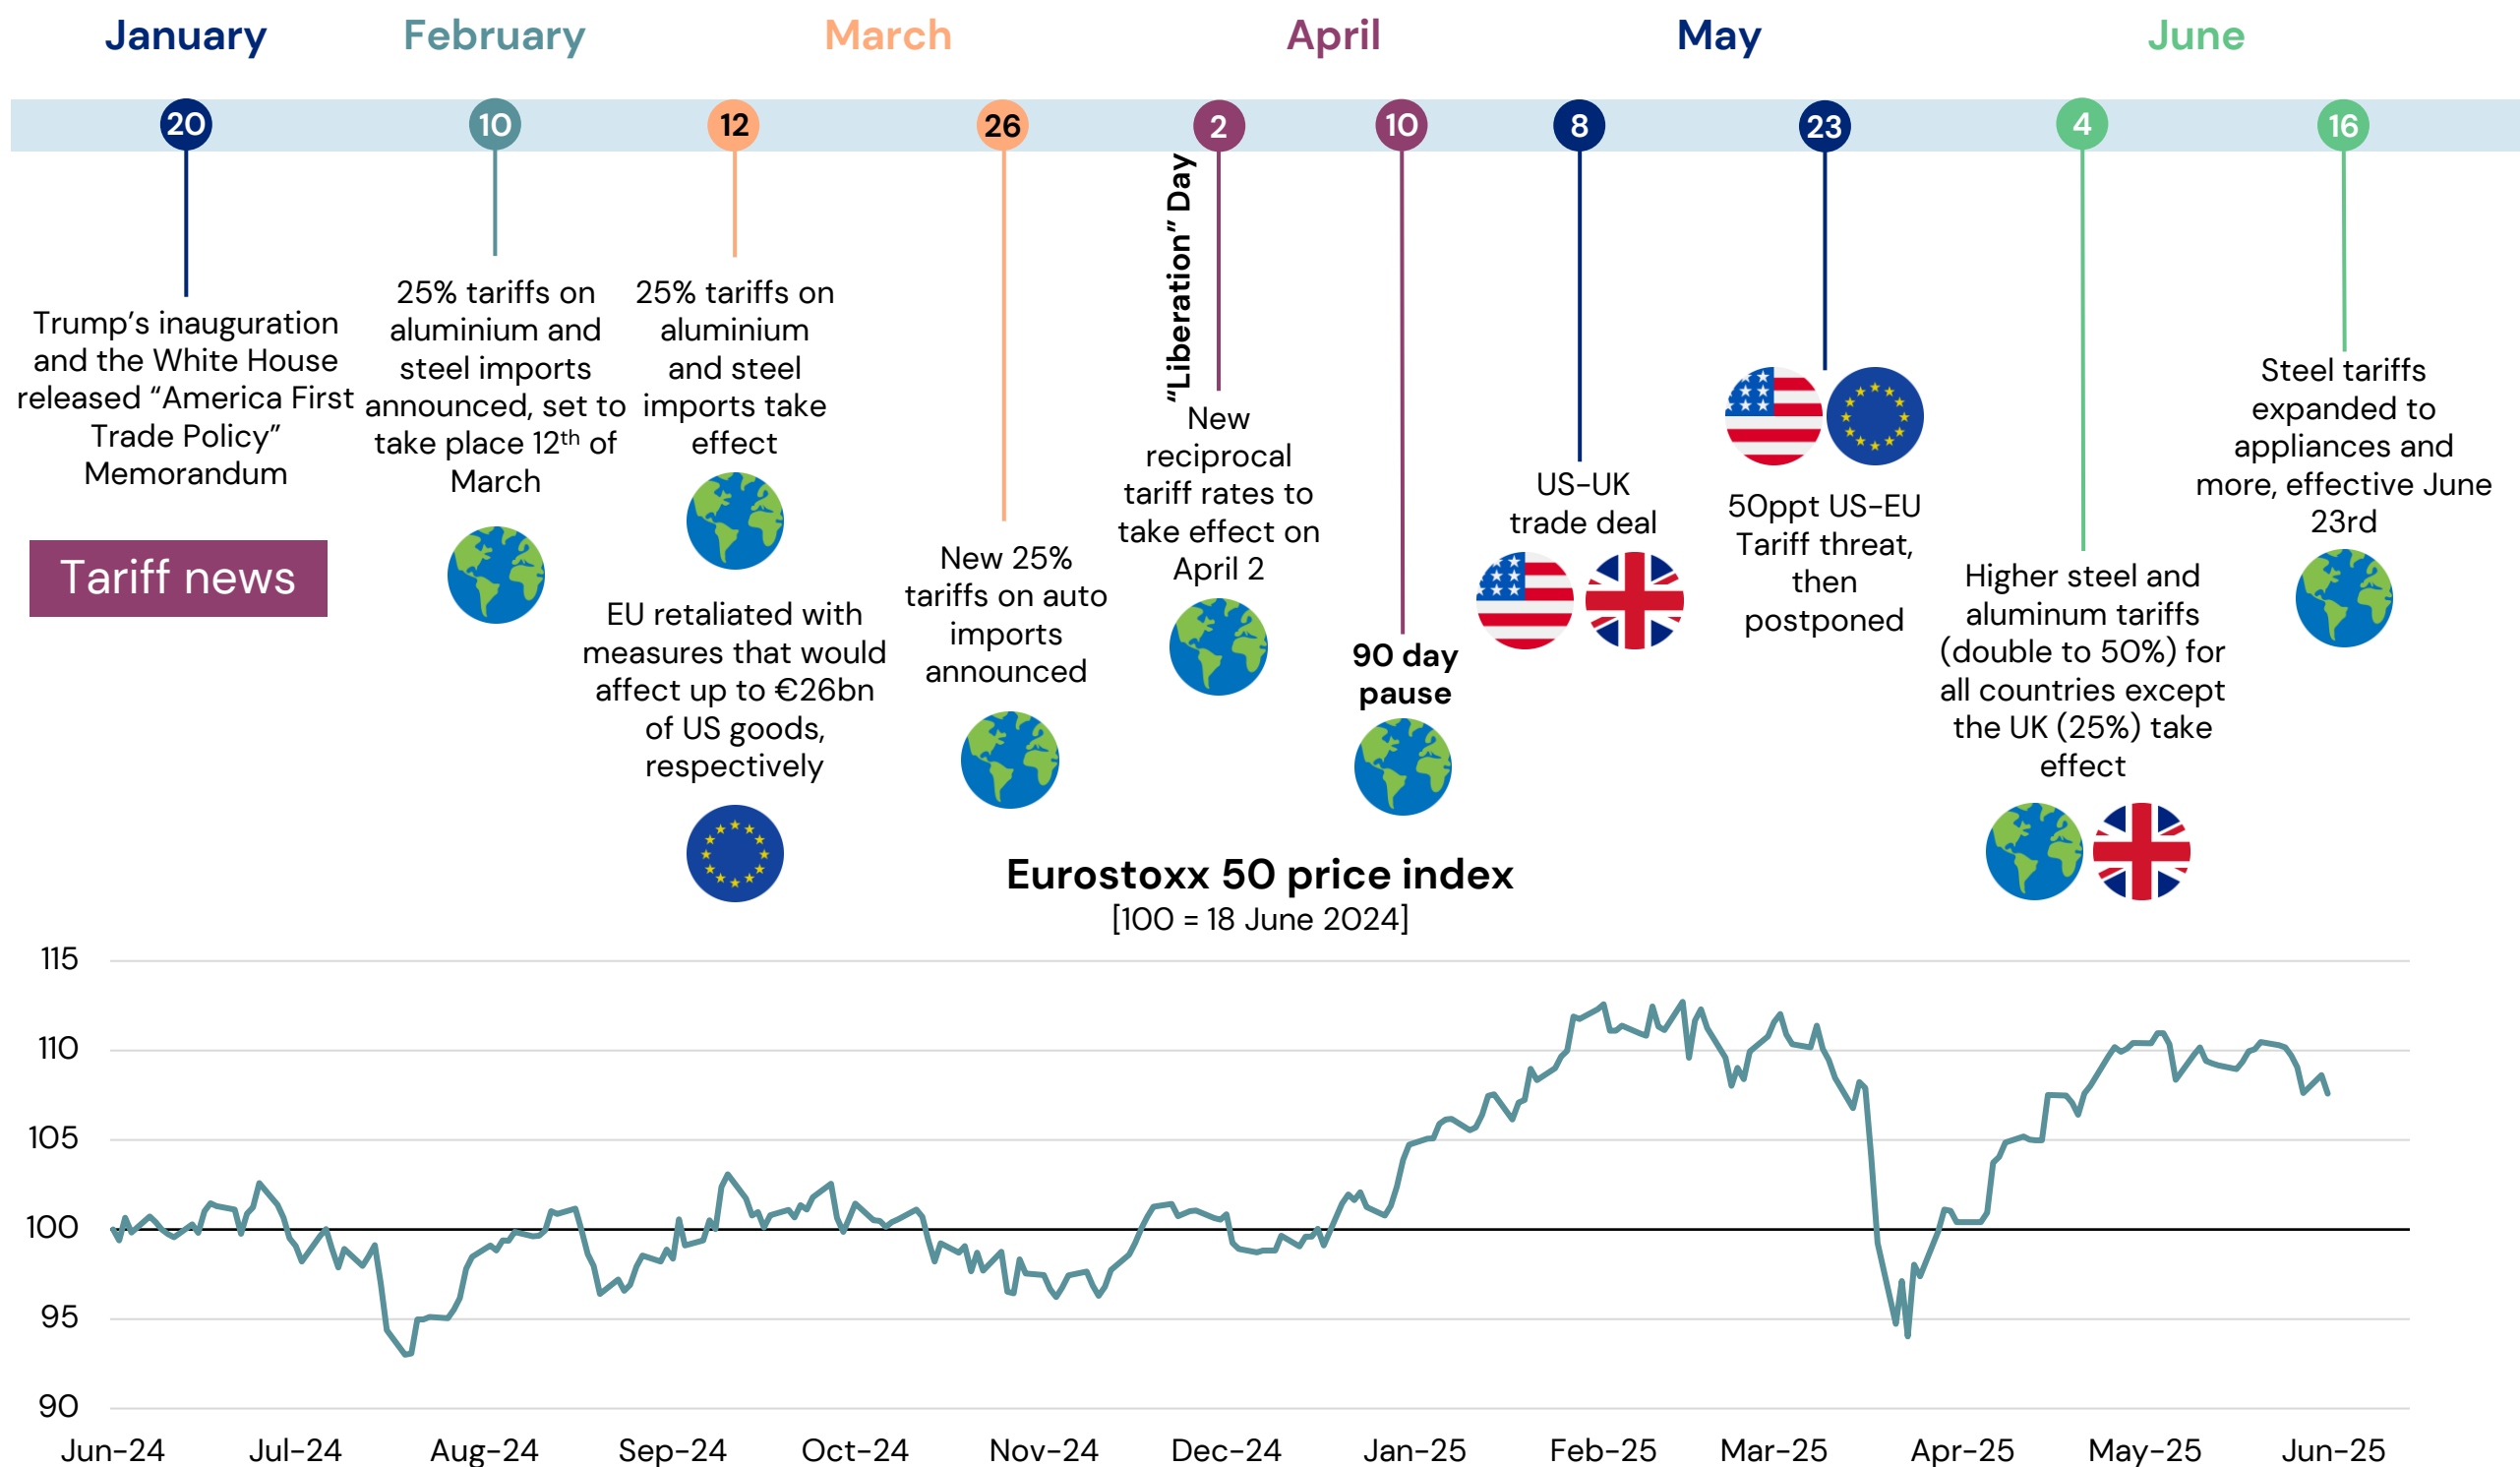 January
February
March
April
May
June
20
10
12
26
2
10
8
23
4
16
Trump’s inauguration
and the White House
released “America First
Trade Policy”
Memorandum
Tariff news
25% tariffs on
aluminium and
steel imports
announced, set to
take place 12th of
March
25% tariffs on
aluminium
and steel
imports take
effect
EU retaliated with
measures that would
affect up to €26bn
of US goods,
respectively
New 25%
tariffs on auto
imports
announced
“Liberation” Day
New
reciprocal
tariff rates to
take effect on
April 2
90 day
pause
US-UK
trade deal
50ppt US-EU
Tariff threat,
then
postponed
Higher steel and
aluminum tariffs
(double to 50%) for
all countries except
the UK (25%) take
effect
Steel tariffs
expanded to
appliances and
more, effective June
23rd
Eurostoxx 50 price index
[100 = 18 June 2024]
115
110
105
100
95
90
Jun-24
Jul-24
Aug-24
Sep-24
Oct-24
Nov-24
Dec-24
Jan-25
Feb-25
Mar-25
Apr-25
May-25
Jun-25